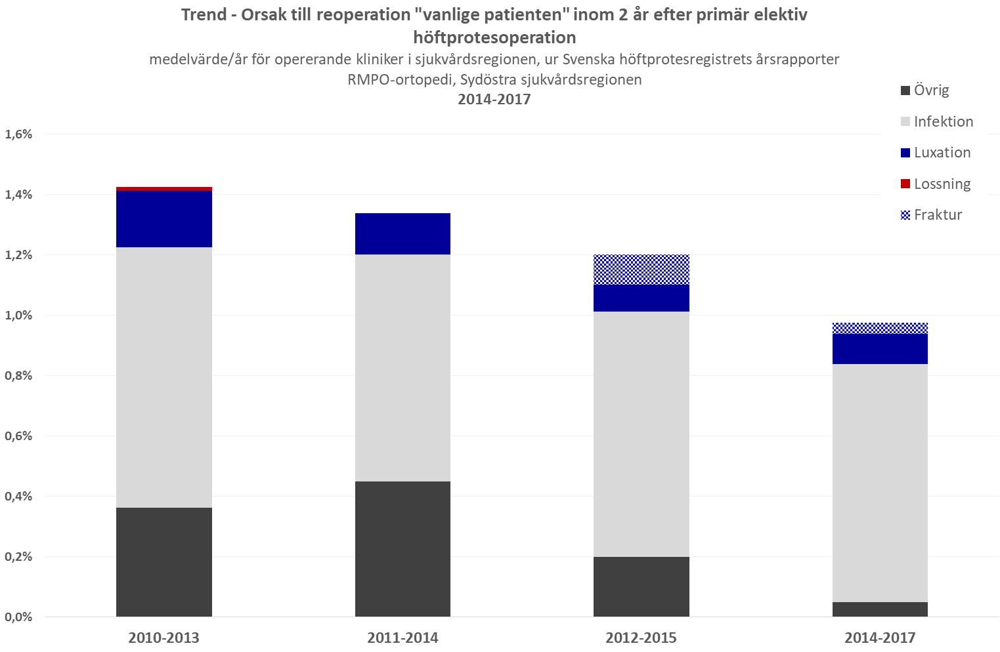 Trend - Orsak till reoperation "vanlige patienten" inom 2 år efter primär elektiv
höftprotesoperation
medelvärde/år för opererande kliniker i sjukvårdsregionen, ur Svenska höftprotesregistrets årsrapporter
RMPO-ortopedi, Sydöstra sjukvårdsregionen
2014-2017
Övrig
Infektion
Luxation
Lossning
Fraktur
1,6%
1,4%
1,2%
1,0%
0,8%
0,6%
0,4%
0,2%
0,0%
2010-2013
2011-2014
2012-2015
2014-2017